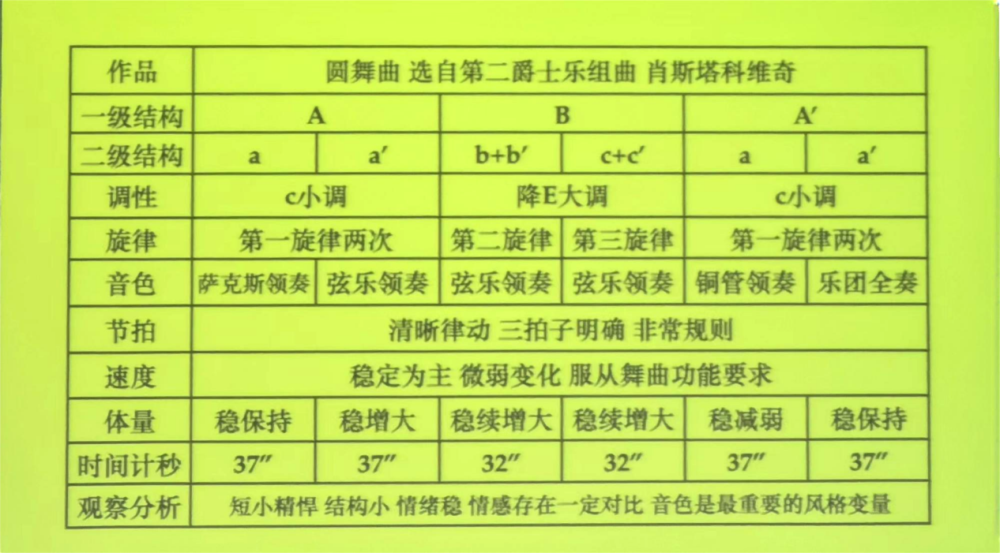 作品 圆舞曲 选自第二爵士乐组曲 肖斯塔科维奇
一级结构 A B A′
二级结构 a a′ b+b′ c+c′ a a′
调性 c小调 降E大调 c小调
旋律 第一旋律两次 第二旋律 第三旋律 第一旋律两次
音色 萨克斯领奏 弦乐领奏 弦乐领奏 弦乐领奏 铜管领奏 乐团全奏
节拍 清晰律动 三拍子明确 非常规则
速度 稳定为主 微弱变化 服从舞曲功能要求
体量 稳保持 稳增大 稳续增大 稳续增大 稳减弱 稳保持
时间计秒 37″ 37″ 32″ 32″ 37″ 37″
观察分析 短小精悍 结构小 情绪稳 情感存在一定对比 音色是最重要的风格变量